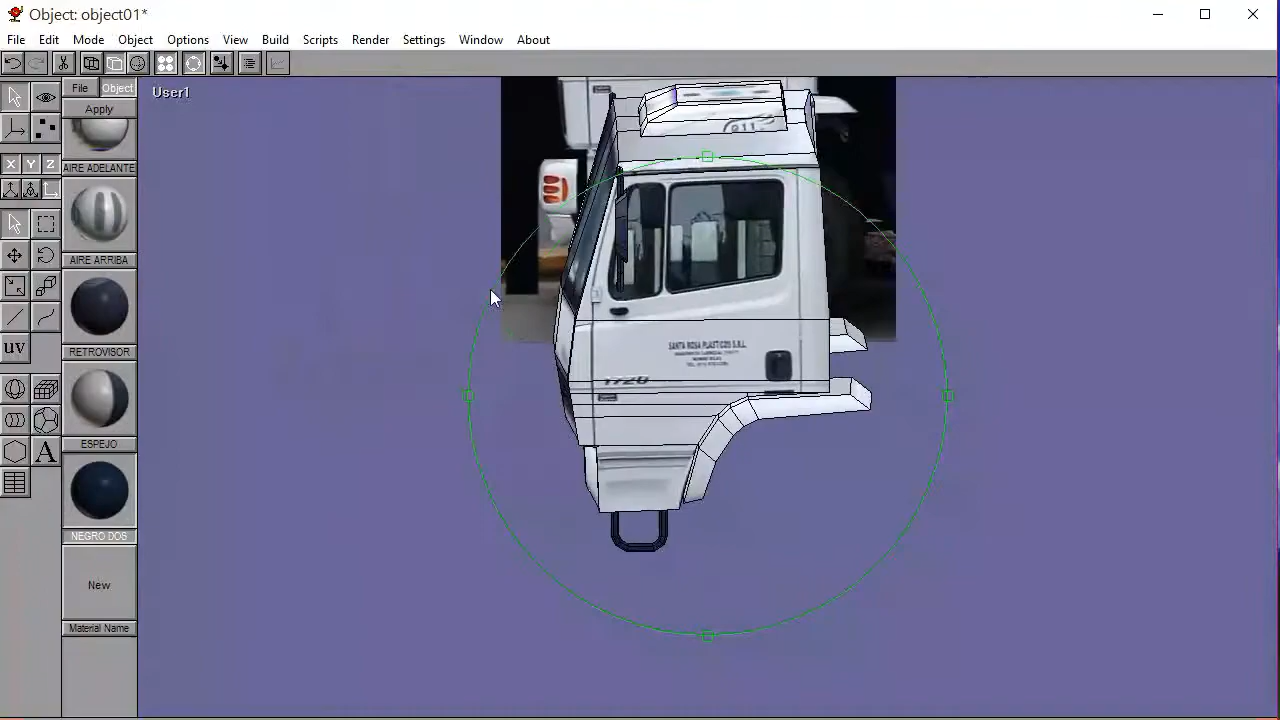 Object: object01*
File Edit Mode Object Options View Build Scripts Render Settings Window About
File Object
Apply
User1
AIRE ADELANTE
AIRE ARRIBA
RETROVISOR
ESPEJO
NEGRO DOS
New
Material Name
X Y Z
uv
A
SANTA ROSA PLASTICOS S.R.L.
1720